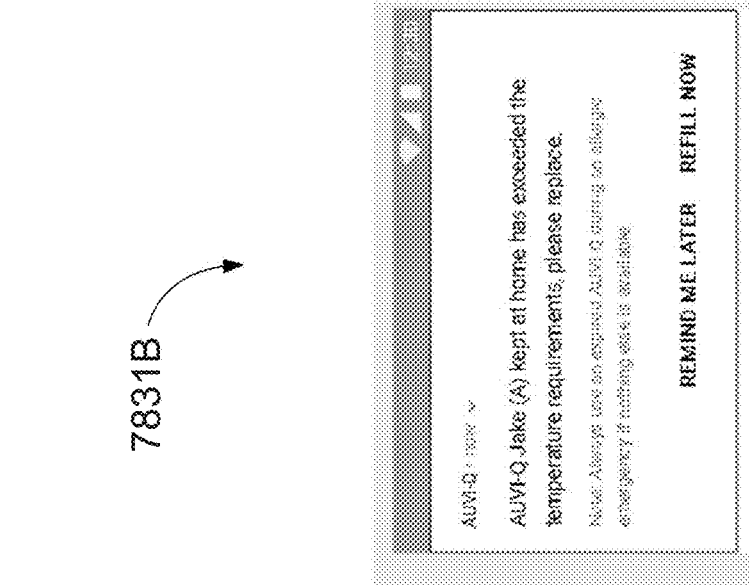 7831B
AUVI-Q · now ˅
AUVI-Q Jake (A) kept at home has exceeded the
temperature requirements, please replace.
Note: Always use an expired AUVI-Q during an allergic
emergency if nothing else is available.
REMIND ME LATER REFILL NOW